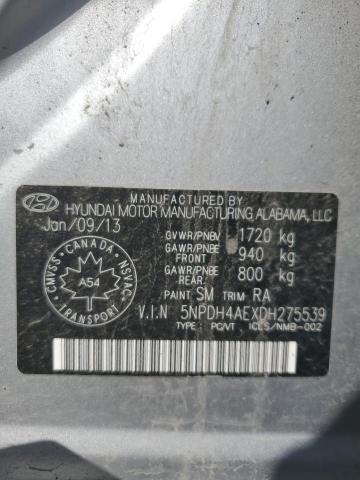 MANUFACTURED BY
HYUNDAI MOTOR MANUFACTURING ALABAMA, LLC
Jan/09/13
GVWR/PNBV 1720 kg
GAWR/PNBE FRONT 940 kg
GAWR/PNBE REAR. 800 kg
PAINT SM TRIM RA
V.I.N 5NPDH4AEXDH275539
TYPE : PC/VT ICES/NMB-002
CANADA
CMVSS NSVAC
A54